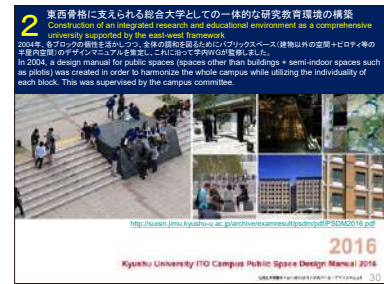 2
東西骨格に支えられる総合大学としての一体的な研究教育環境の構築
Construction of an integrated research and educational environment as a comprehensive
university supported by the east-west framework
2004年、各ブロックの個性を活かしつつ、全体の調和を図るためにパブリックスペース(建物以外の空間+ピロティ等の
半屋内空間)のデザインマニュアルを策定し、これに沿って学内WGが監修しました。
In 2004, a design manual for public spaces (spaces other than buildings + semi-indoor spaces such
as pilotis) was created in order to harmonize the whole campus while utilizing the individuality of
each block. This was supervised by the campus committee.
http://suisin.jimu.kyushu-u.ac.jp/archive/examresult/psdm/pdf/PSDM2016.pdf
2016
Kyushu University ITO Campus Public Space Design Manual 2016
30